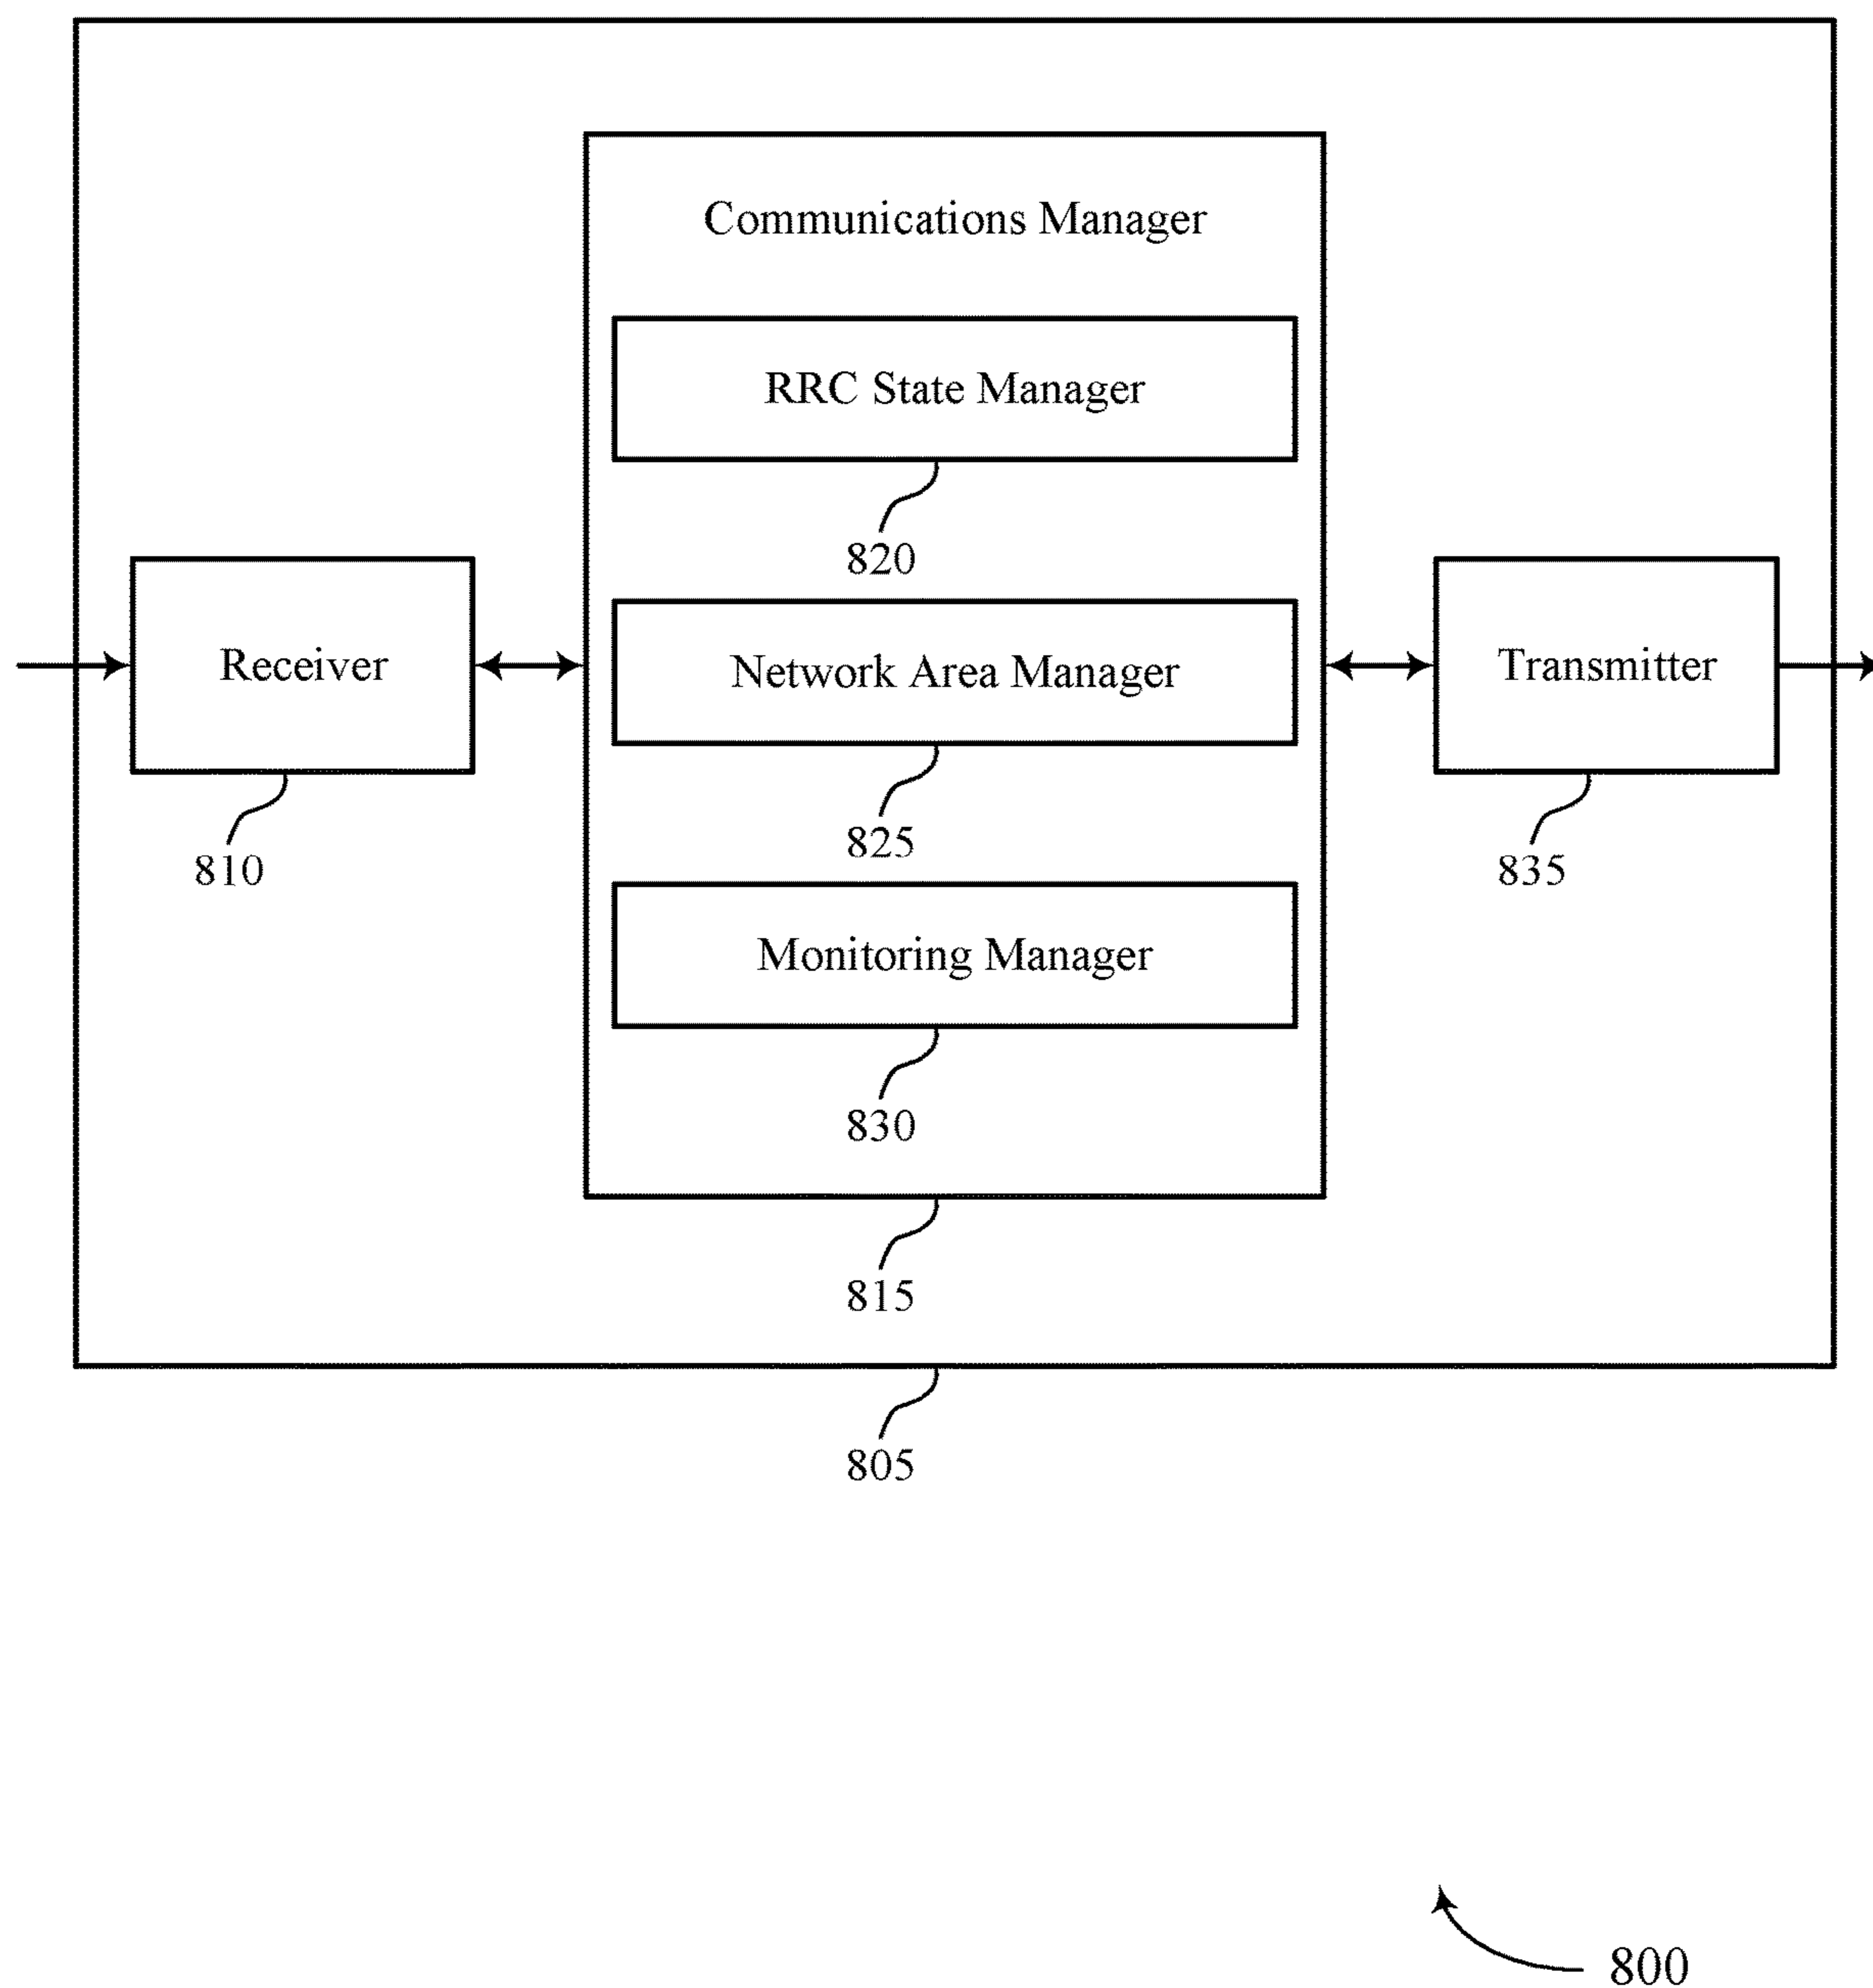 Communications Manager
RRC State Manager
820
Receiver
810
Network Area Manager
825
Transmitter
835
Monitoring Manager
830
815
805
800